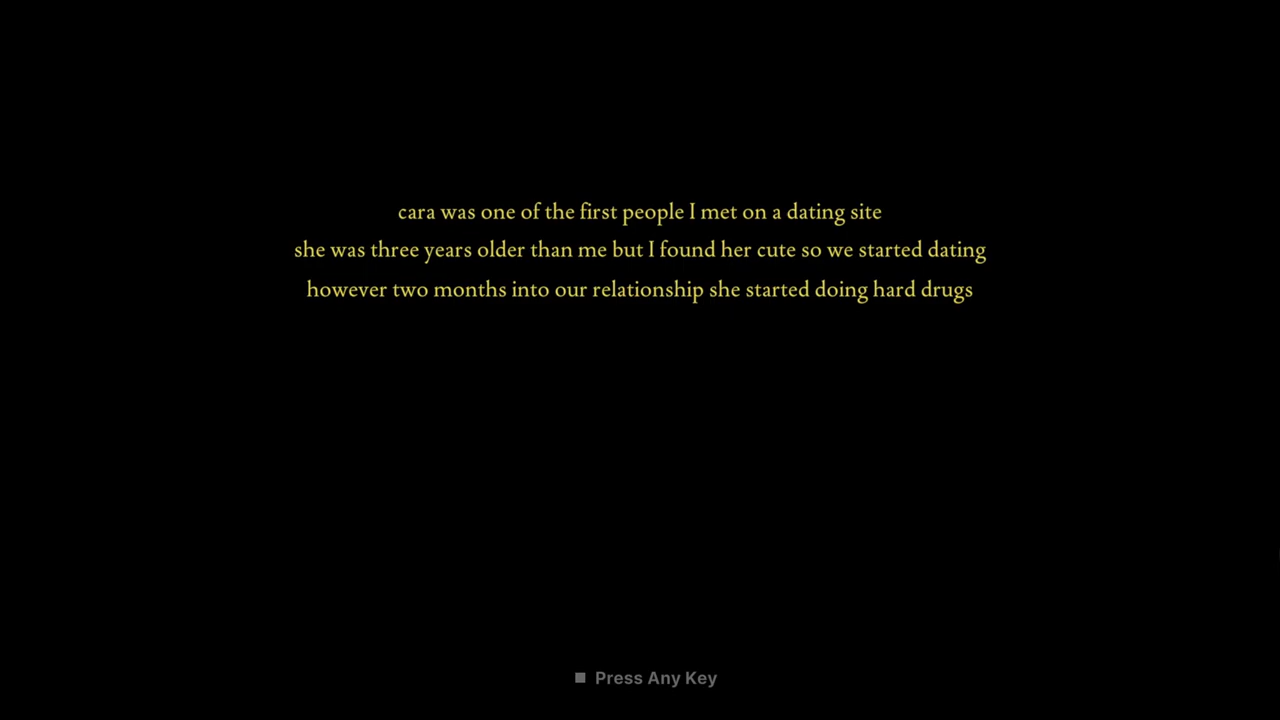 cara was one of the first people I met on a dating site
she was three years older than me but I found her cute so we started dating
however two months into our relationship she started doing hard drugs
Press Any Key